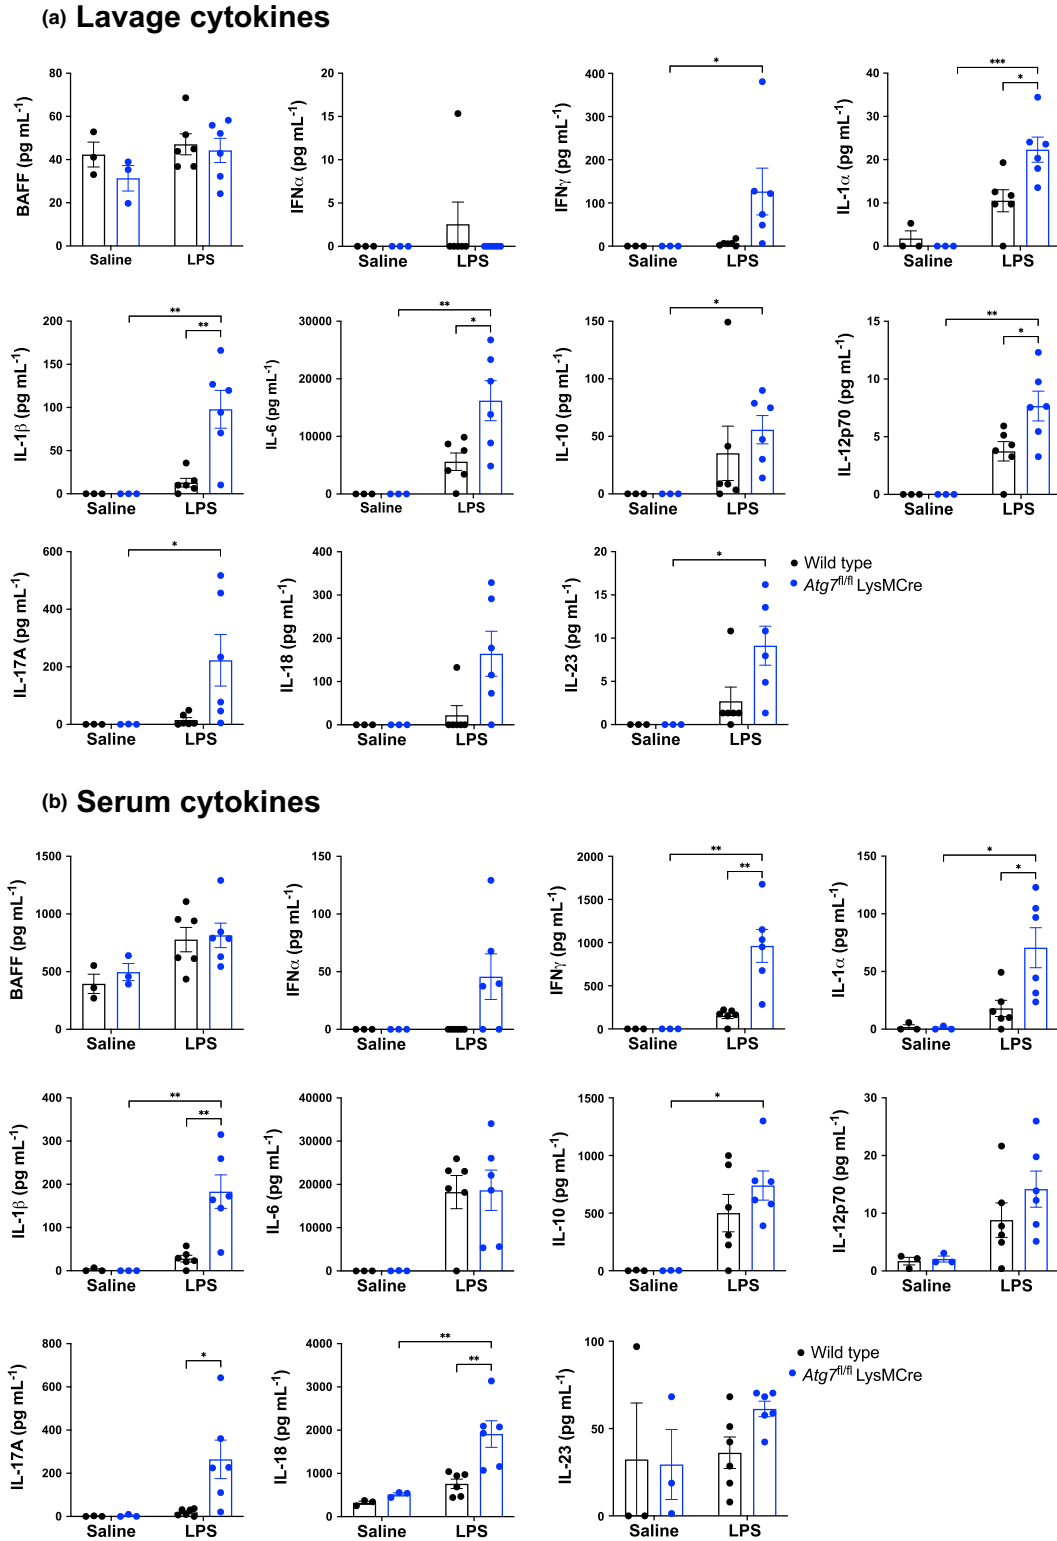 (a) Lavage cytokines
BAFF (pg mL⁻¹)
80
60
40
20
0
Saline LPS
IFNα (pg mL⁻¹)
20
15
10
5
0
Saline LPS
IFNγ (pg mL⁻¹)
400
300
200
100
0
*
Saline LPS
IL-1α (pg mL⁻¹)
40
30
20
10
0
***
*
Saline LPS
IL-1β (pg mL⁻¹)
200
150
100
50
0
**
**
Saline LPS
IL-6 (pg mL⁻¹)
30000
20000
10000
0
**
*
Saline LPS
IL-10 (pg mL⁻¹)
150
100
50
0
*
Saline LPS
IL-12p70 (pg mL⁻¹)
15
10
5
0
**
*
Saline LPS
IL-17A (pg mL⁻¹)
600
400
200
0
*
Saline LPS
IL-18 (pg mL⁻¹)
400
300
200
100
0
Saline LPS
IL-23 (pg mL⁻¹)
20
15
10
5
0
*
Saline LPS
Wild type
Atg7fl/fl LysMCre
(b) Serum cytokines
BAFF (pg mL⁻¹)
1500
1000
500
0
Saline LPS
IFNα (pg mL⁻¹)
150
100
50
0
Saline LPS
IFNγ (pg mL⁻¹)
2000
1500
1000
500
0
**
**
Saline LPS
IL-1α (pg mL⁻¹)
150
100
50
0
*
*
Saline LPS
IL-1β (pg mL⁻¹)
400
300
200
100
0
**
**
Saline LPS
IL-6 (pg mL⁻¹)
40000
30000
20000
10000
0
Saline LPS
IL-10 (pg mL⁻¹)
1500
1000
500
0
*
Saline LPS
IL-12p70 (pg mL⁻¹)
30
20
10
0
Saline LPS
IL-17A (pg mL⁻¹)
800
600
400
200
0
*
Saline LPS
IL-18 (pg mL⁻¹)
4000
3000
2000
1000
0
**
**
Saline LPS
IL-23 (pg mL⁻¹)
100
50
0
Saline LPS
Wild type
Atg7fl/fl LysMCre